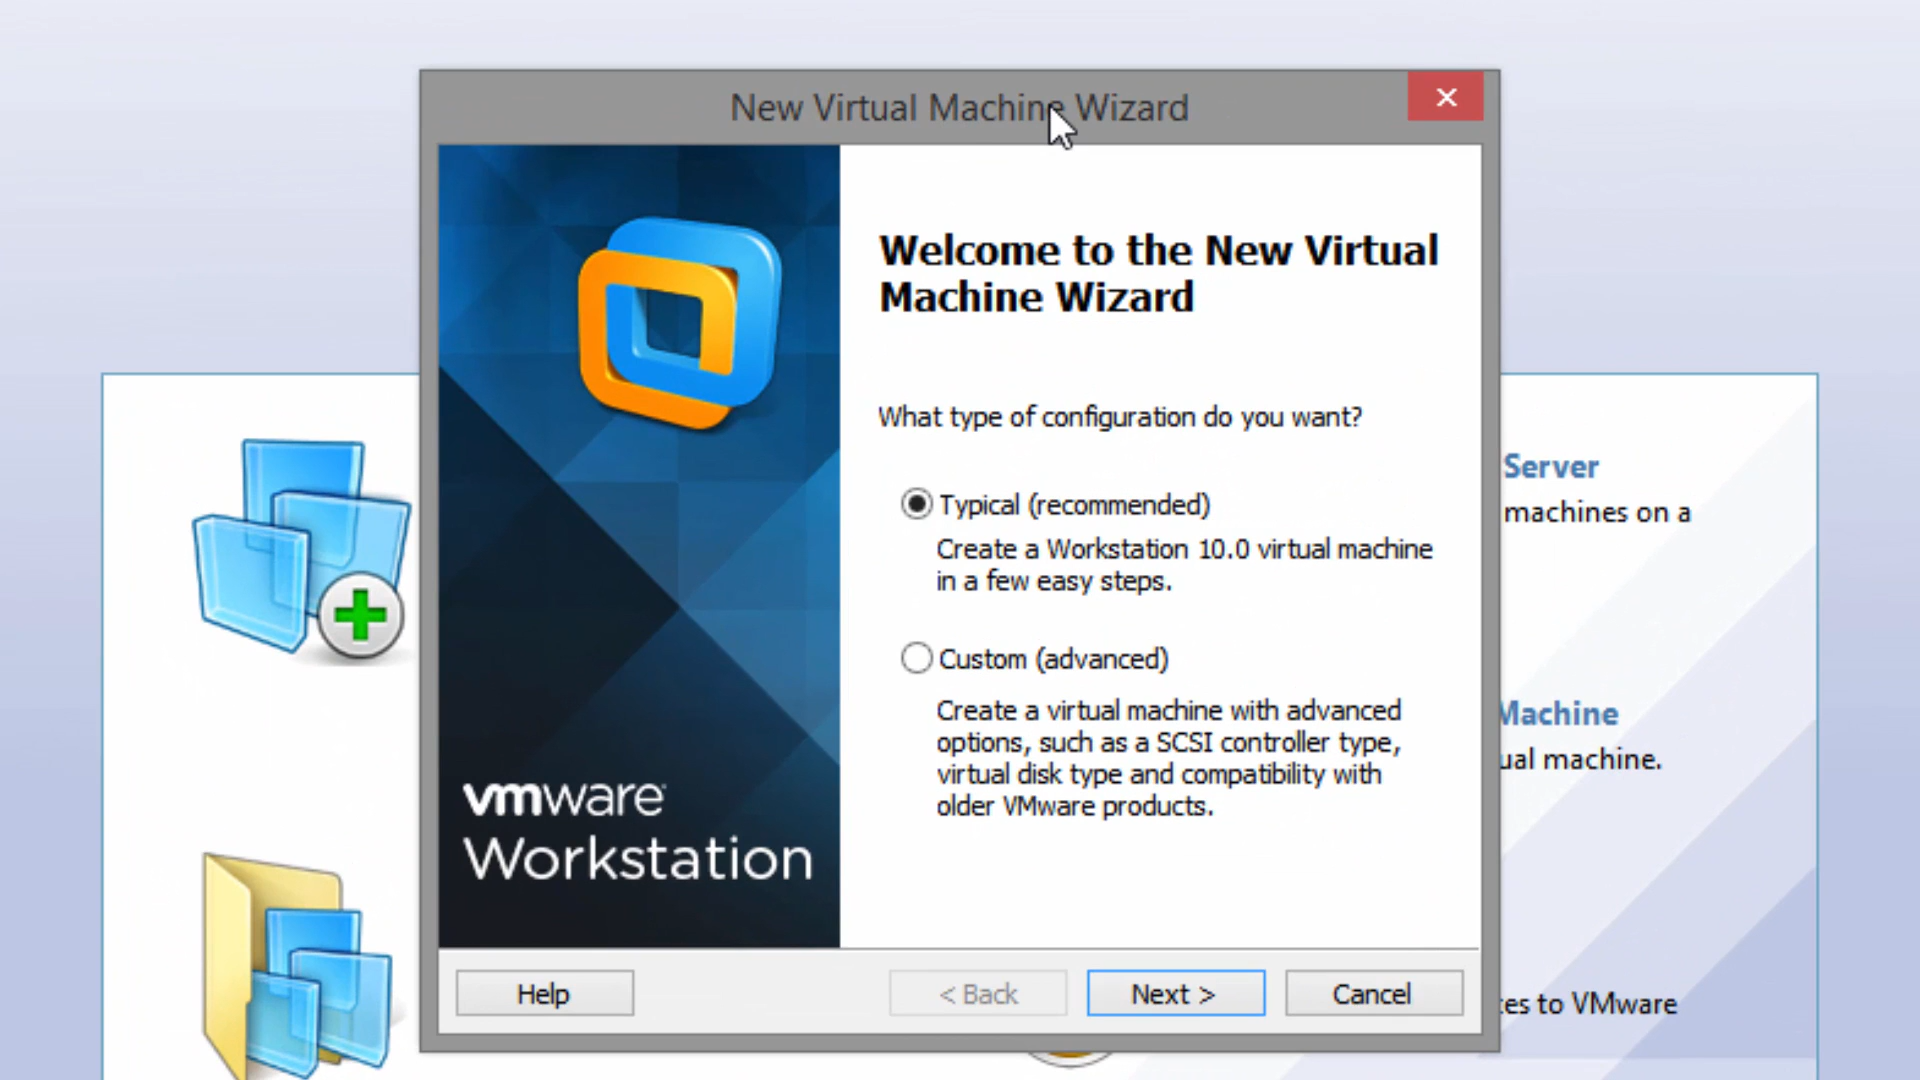 New Virtual Machine Wizard
Welcome to the New Virtual
Machine Wizard
What type of configuration do you want?
Typical (recommended)
Create a Workstation 10.0 virtual machine
in a few easy steps.
Custom (advanced)
Create a virtual machine with advanced
options, such as a SCSI controller type,
virtual disk type and compatibility with
older VMware products.
vmware
Workstation
Help
< Back
Next >
Cancel
Server
machines on a
Machine
machine.
to VMware